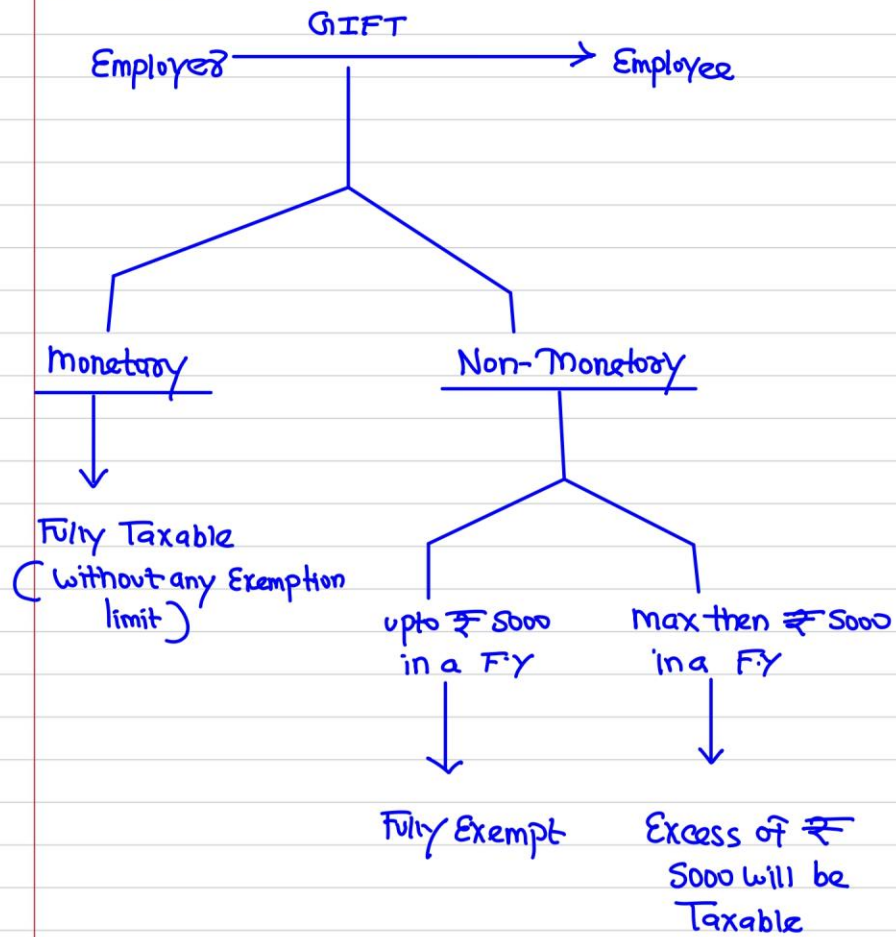 GIFT
Employer Employee
Monetary Non-Monetory
Fully Taxable
(without any Exemption
limit)
upto ₹ 5000
in a F.Y
max then ₹ 5000
in a F.Y
Fully Exempt
Excess of ₹
5000 will be
Taxable